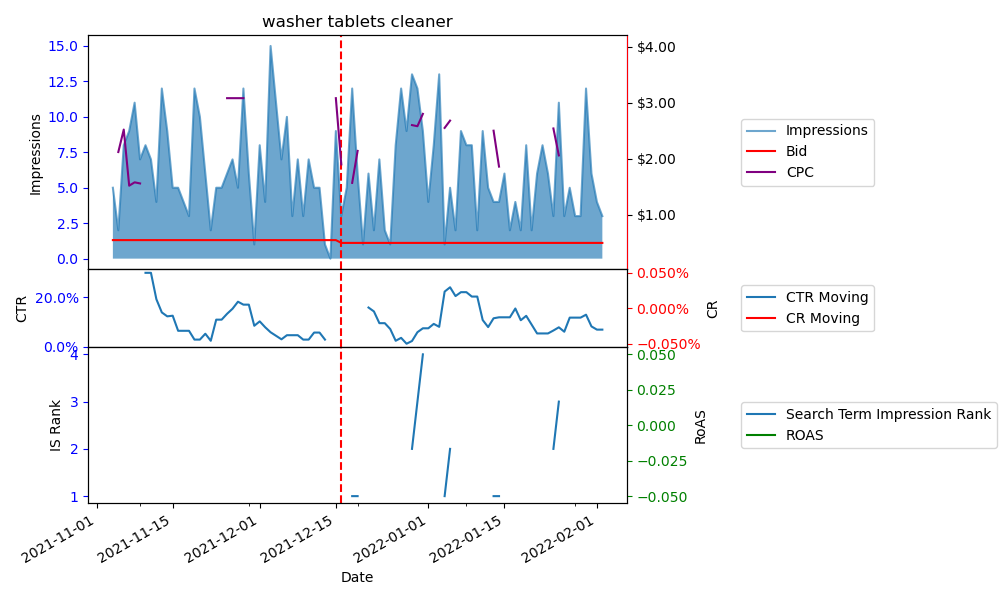 washer tablets cleaner
15.0
12.5
10.0
7.5
5.0
2.5
0.0
Impressions
$4.00
$3.00
$2.00
$1.00
Impressions
Bid
CPC
CTR
20.0%
0.0%
0.050%
0.000%
−0.050%
CR
CTR Moving
CR Moving
IS Rank
4
3
2
1
0.050
0.025
0.000
−0.025
−0.050
RoAS
Search Term Impression Rank
ROAS
2021-11-01
2021-11-15
2021-12-01
2021-12-15
2022-01-01
2022-01-15
2022-02-01
Date